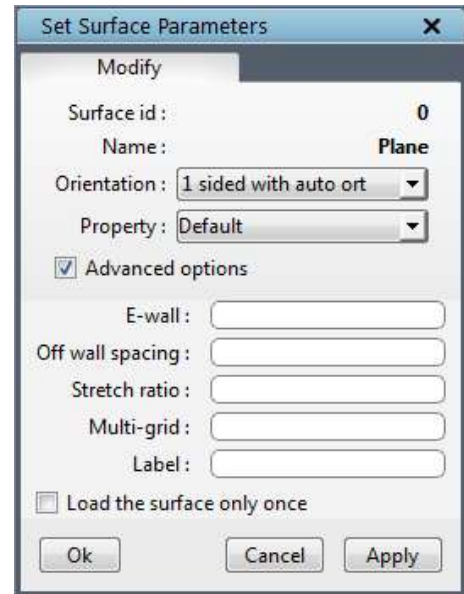 Set Surface Parameters
Modify
Surface id : 0
Name : Plane
Orientation : 1 sided with auto ort
Property : Default
Advanced options
E-wall :
Off wall spacing :
Stretch ratio :
Multi-grid :
Label :
Load the surface only once
Ok Cancel Apply